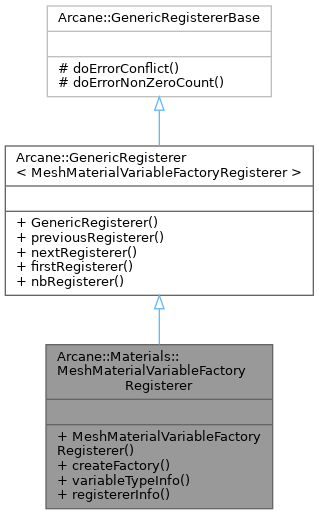 Arcane::GenericRegistererBase
# doErrorConflict()
# doErrorNonZeroCount()
Arcane::GenericRegisterer
< MeshMaterialVariableFactoryRegisterer >
+ GenericRegisterer()
+ previousRegisterer()
+ nextRegisterer()
+ firstRegisterer()
+ nbRegisterer()
Arcane::Materials::
MeshMaterialVariableFactory
Registerer
+ MeshMaterialVariableFactory
Registerer()
+ createFactory()
+ variableTypeInfo()
+ registererInfo()